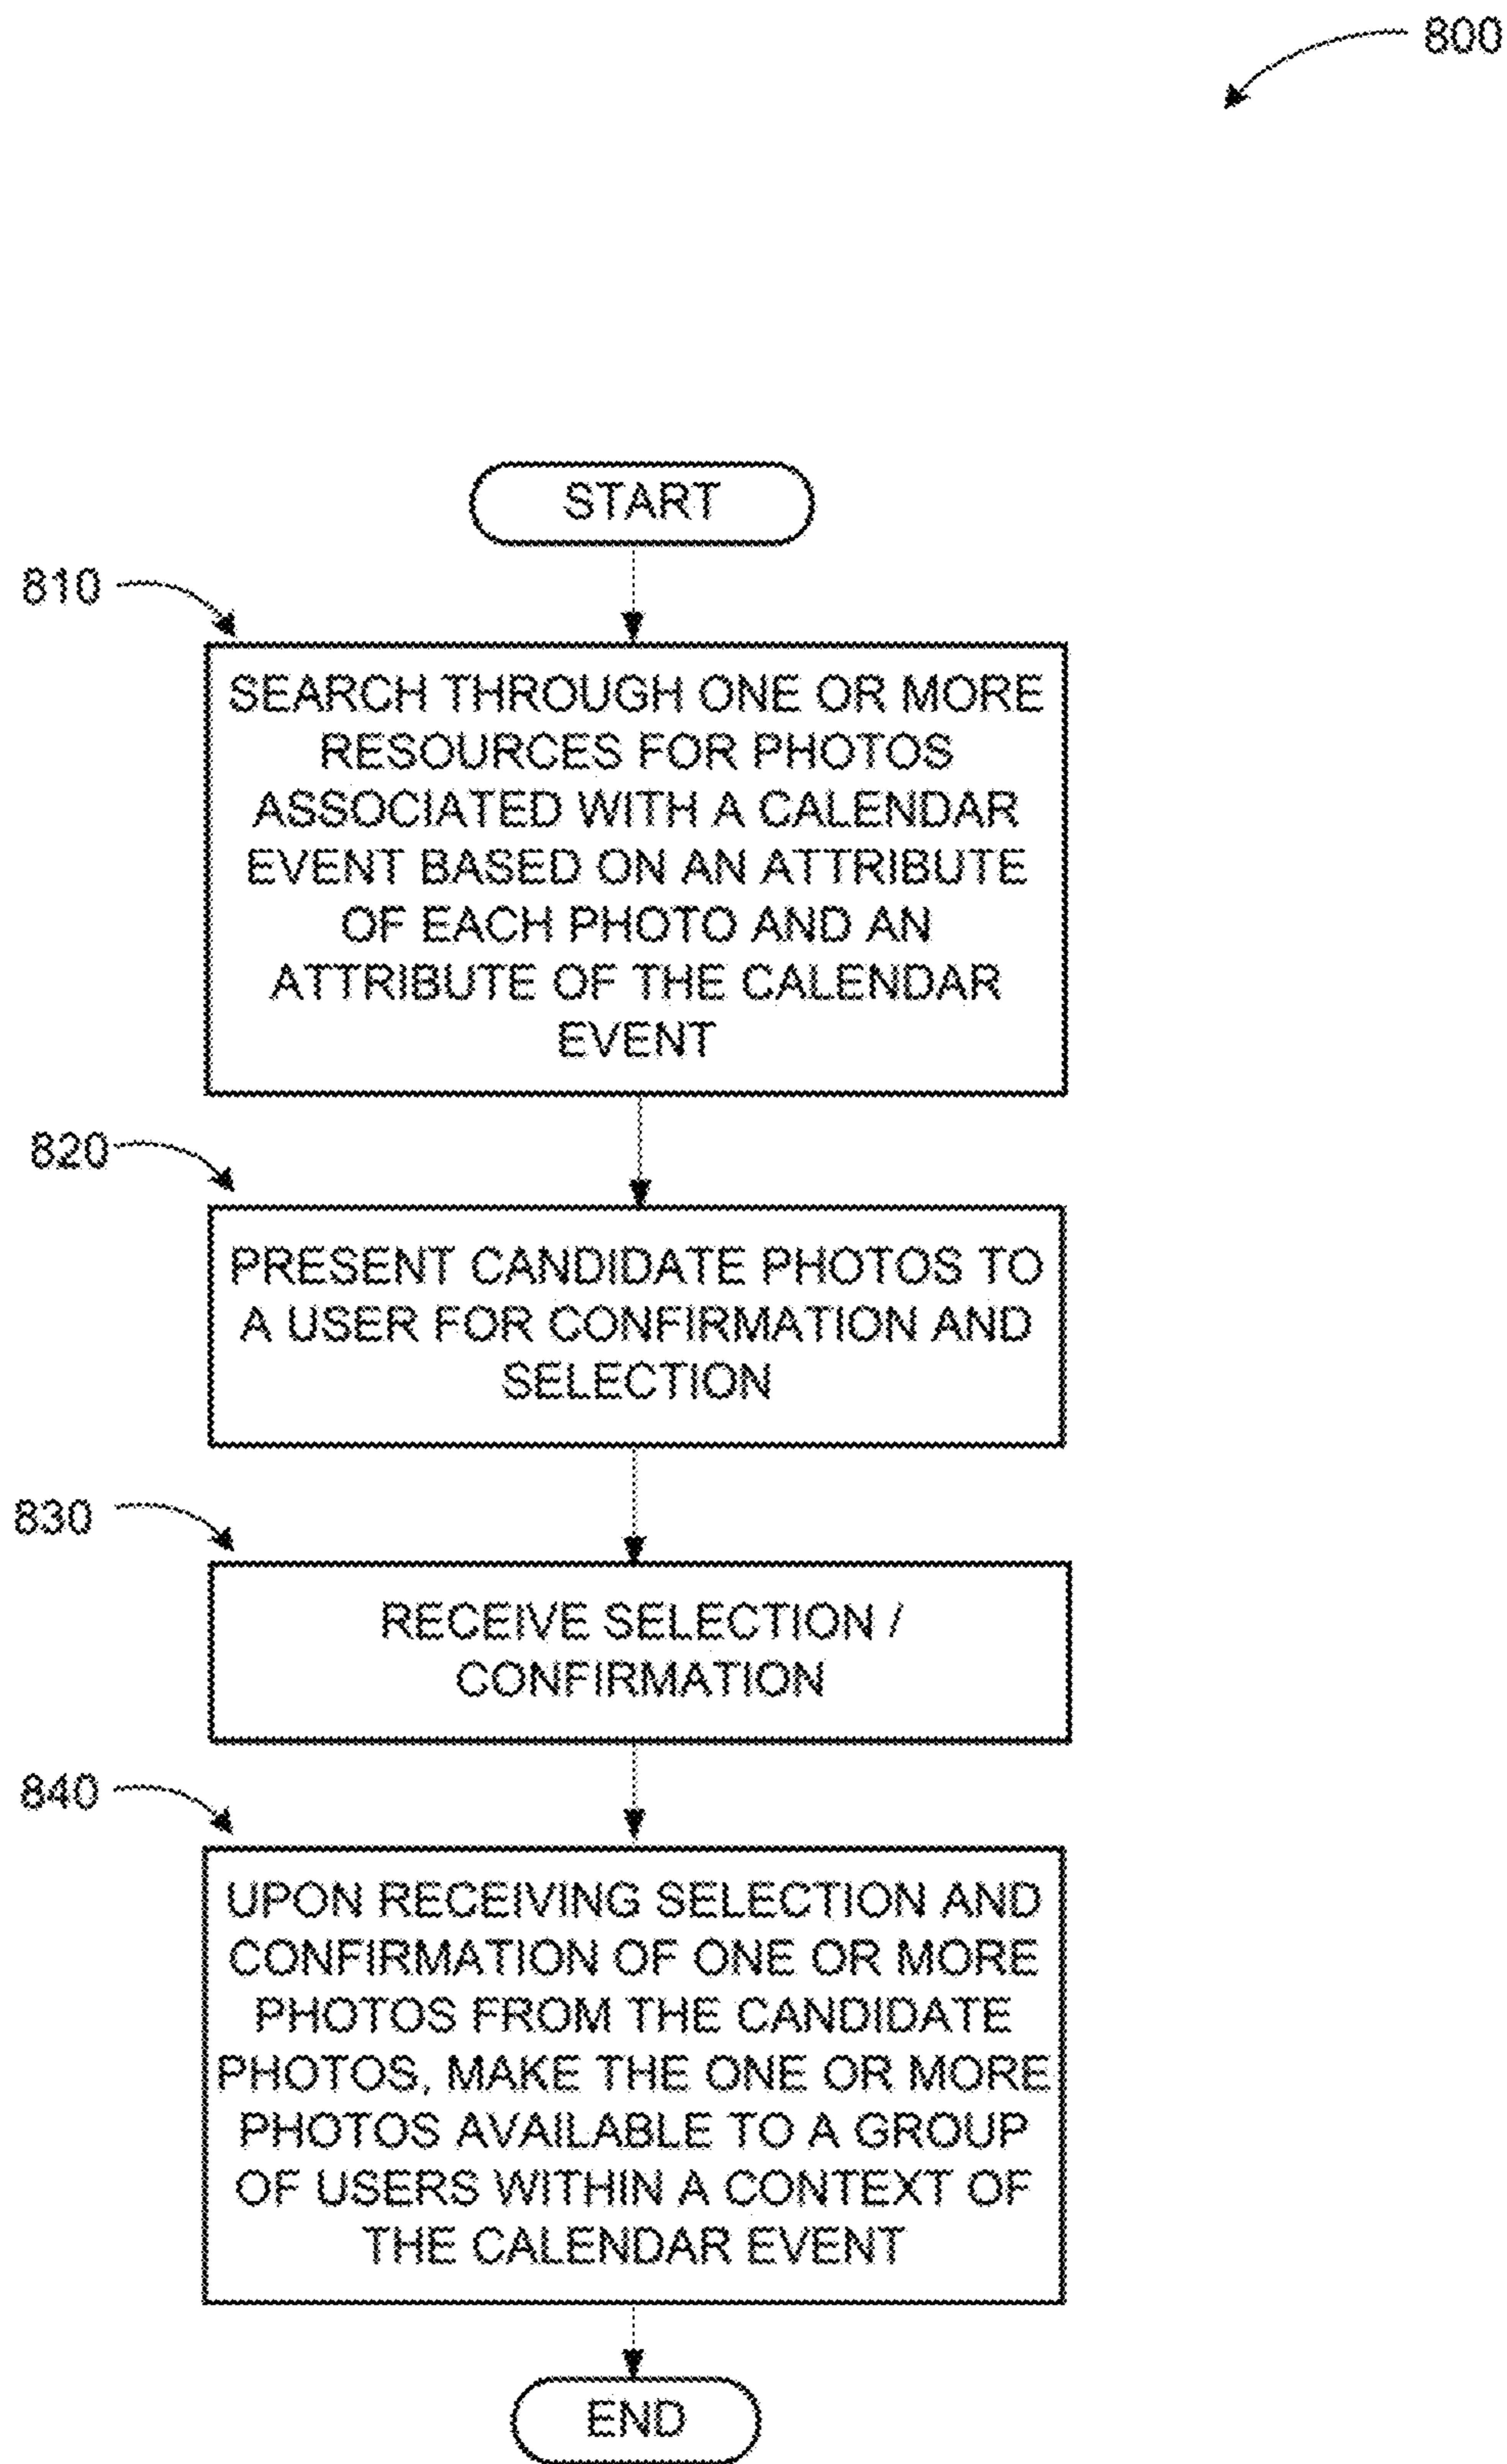 800
START
810
SEARCH THROUGH ONE OR MORE
RESOURCES FOR PHOTOS
ASSOCIATED WITH A CALENDAR
EVENT BASED ON AN ATTRIBUTE
OF EACH PHOTO AND AN
ATTRIBUTE OF THE CALENDAR
EVENT
820
PRESENT CANDIDATE PHOTOS TO
A USER FOR CONFIRMATION AND
SELECTION
830
RECEIVE SELECTION /
CONFIRMATION
840
UPON RECEIVING SELECTION AND
CONFIRMATION OF ONE OR MORE
PHOTOS FROM THE CANDIDATE
PHOTOS, MAKE THE ONE OR MORE
PHOTOS AVAILABLE TO A GROUP
OF USERS WITHIN A CONTEXT OF
THE CALENDAR EVENT
END